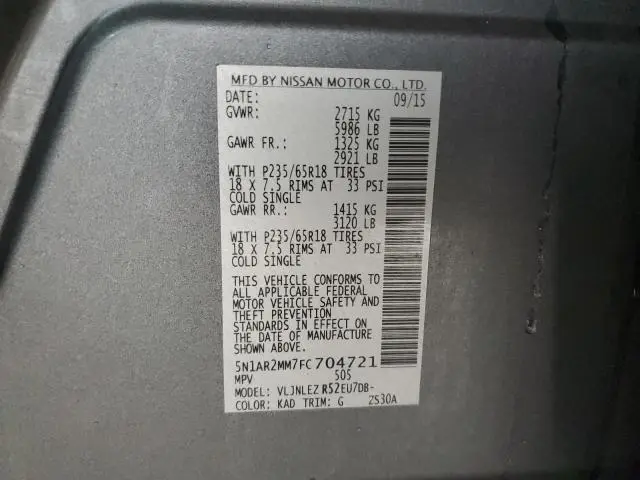 MFD BY NISSAN MOTOR CO., LTD.
DATE: 09/15
GVWR: 2715 KG
5986 LB
GAWR FR.: 1325 KG
2921 LB
WITH P235/65R18 TIRES
18 X 7.5 RIMS AT 33 PSI
COLD SINGLE
GAWR RR.: 1415 KG
3120 LB
WITH P235/65R18 TIRES
18 X 7.5 RIMS AT 33 PSI
COLD SINGLE
THIS VEHICLE CONFORMS TO
ALL APPLICABLE FEDERAL
MOTOR VEHICLE SAFETY AND
THEFT PREVENTION
STANDARDS IN EFFECT ON
THE DATE OF MANUFACTURE
SHOWN ABOVE.
5N1AR2MM7FC704721
MPV 505
MODEL: VLJNLEZ R52EU7DB-
COLOR: KAD TRIM: G ZS30A